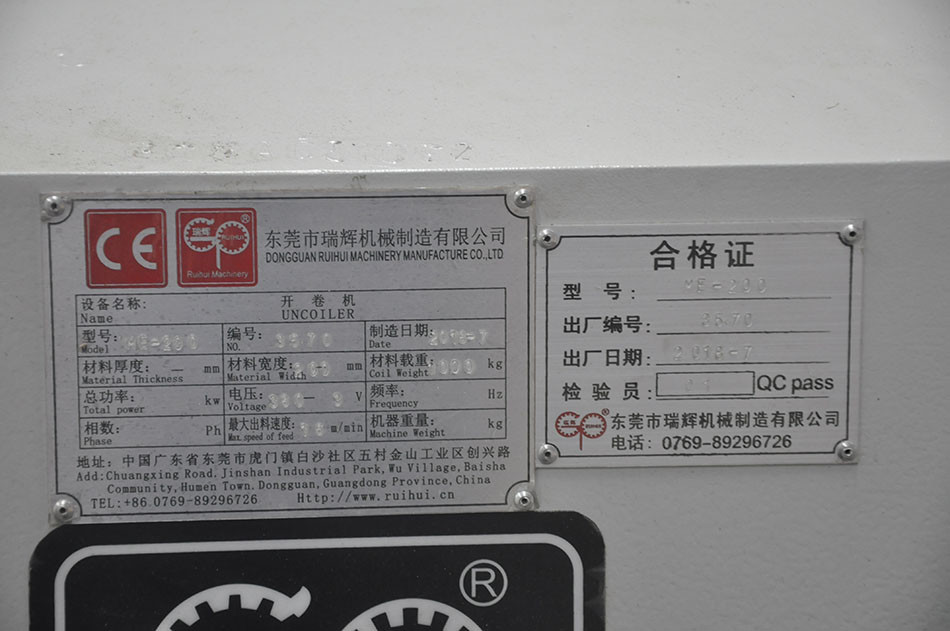 CE
瑞辉
RUIHUI
®
Ruihui Machinery
东莞市瑞辉机械制造有限公司
DONGGUAN RUIHUI MACHINERY MANUFACTURE CO.,LTD
设备名称: 开卷机
Name UNCOILER
型号: 编号: 3570 制造日期:
Model NO. Date
材料厚度: — mm 材料宽度: mm 材料载重: kg
Material Thickness Material Width Coil Weight
总功率: kw 电压: V 频率: Hz
Total power Voltage Frequency
相数: Ph 最大出料速度: m/min 机器重量: kg
Phase Max.speed of feed Machine Weight
地址: 中国广东省东莞市虎门镇白沙社区五村金山工业区创兴路
Add:Chuangxing Road, Jinshan Industrial Park, Wu Village, Baisha
Community, Humen Town. Dongguan, Guangdong Province, China
TEL:+86.0769-89296726 Http://www.ruihui.cn
合格证
型号:
出厂编号: 3570
出厂日期:
检验员: QC pass
东莞市瑞辉机械制造有限公司
电话: 0769-89296726
®